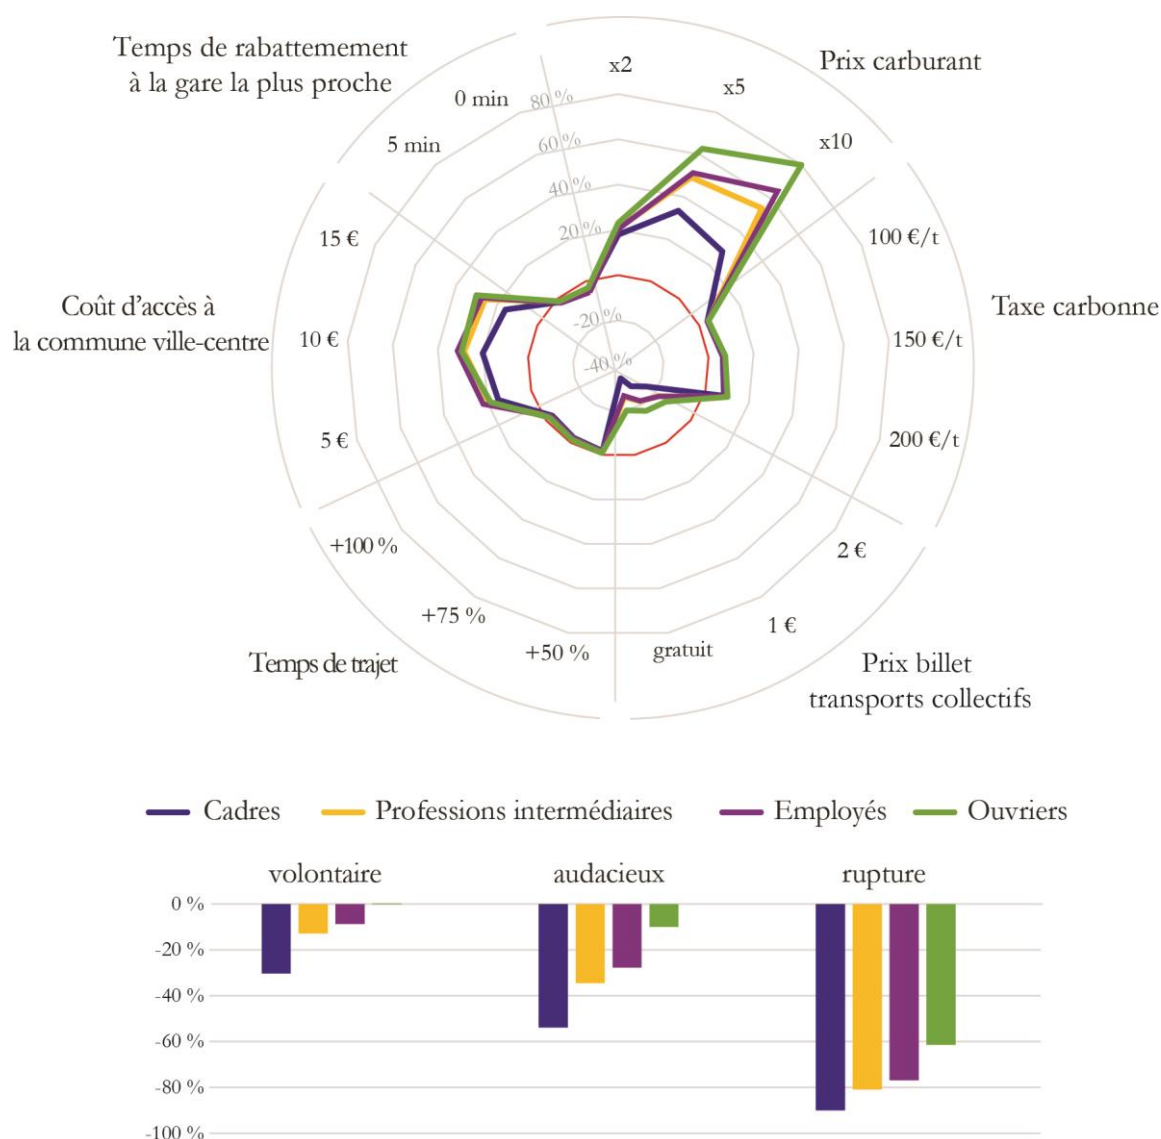 Temps de rabattemement
à la gare la plus proche
Prix carburant
x2
x5
x10
0 min
5 min
80 %
60 %
40 %
20 %
-20 %
-40 %
15 €
10 €
5 €
Coût d'accès à
la commune ville-centre
100 €/t
150 €/t
200 €/t
Taxe carbonne
+100 %
+75 %
+50 %
Temps de trajet
gratuit
1 €
2 €
Prix billet
transports collectifs
Cadres
Professions intermédiaires
Employés
Ouvriers
volontaire
audacieux
rupture
0 %
-20 %
-40 %
-60 %
-80 %
-100 %